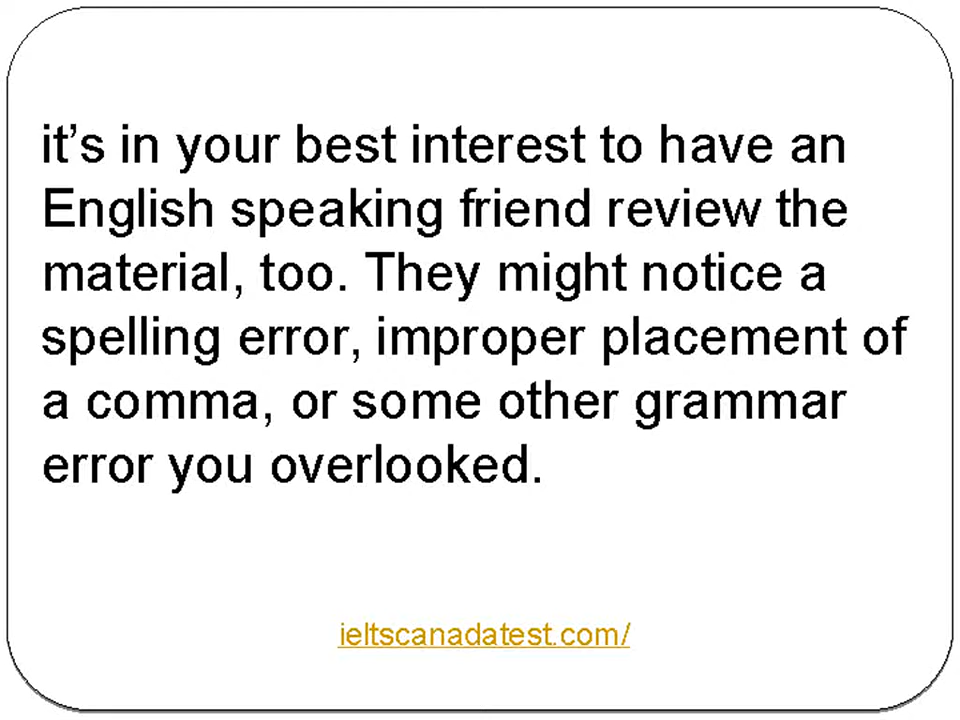 it’s in your best interest to have an
English speaking friend review the
material, too. They might notice a
spelling error, improper placement of
a comma, or some other grammar
error you overlooked.
ieltscanadatest.com/